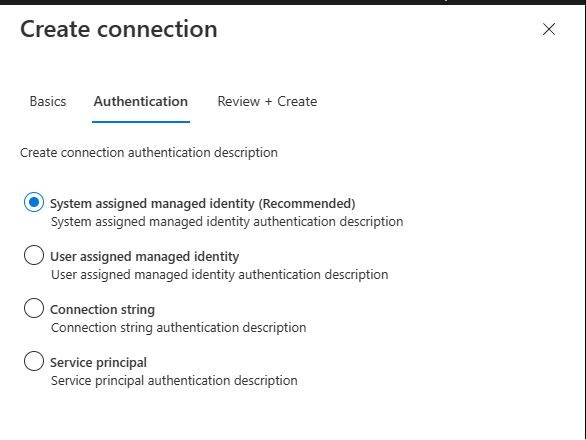 Create connection
Basics Authentication Review + Create
Create connection authentication description
System assigned managed identity (Recommended)
System assigned managed identity authentication description
User assigned managed identity
User assigned managed identity authentication description
Connection string
Connection string authentication description
Service principal
Service principal authentication description